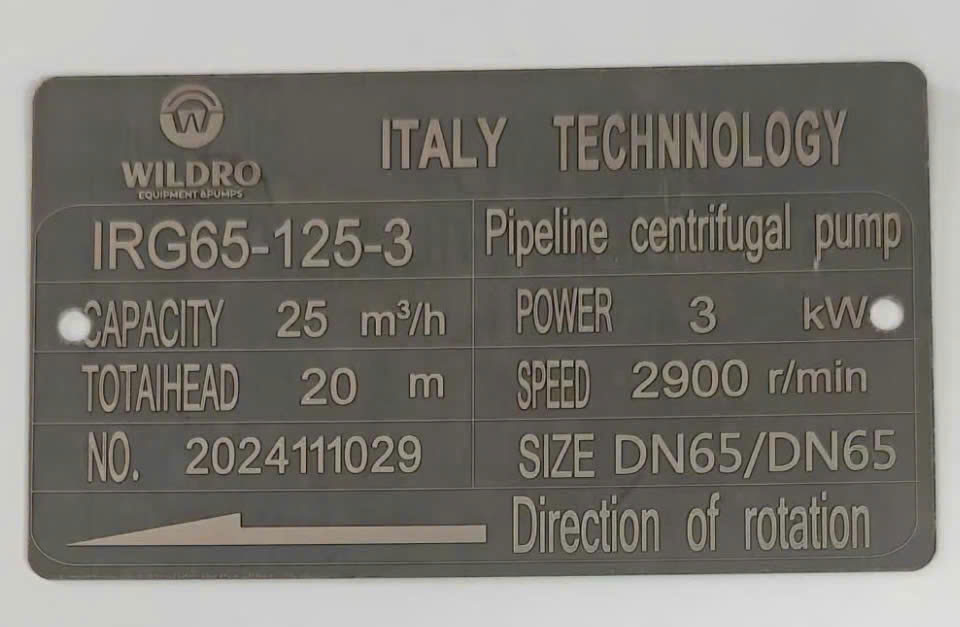 WILDRO
EQUIPMENT &PUMPS
ITALY TECHNNOLOGY
IRG65-125-3 Pipeline centrifugal pump
CAPACITY 25 m³/h POWER 3 kW
TOTAIHEAD 20 m SPEED 2900 r/min
NO. 2024111029 SIZE DN65/DN65
Direction of rotation